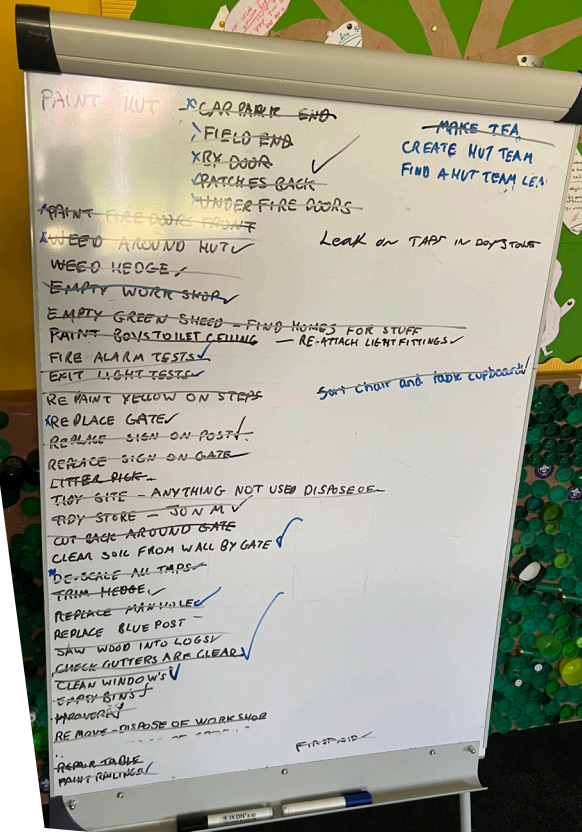 PAINT HUT
CAR PARK END
FIELD END
BY DOOR
PATCHES BACK
UNDER FIRE DOORS
MAKE TEA
CREATE HUT TEAM
FIND A HUT TEAM
PAINT FIRE DOORS FRONT
WEED AROUND HUT
LEAK ON TAPS IN
WEED HEDGE
EMPTY WORK SHOP
EMPTY GREEN SHED - FIND HOMES FOR STUFF
PAINT BOYS TOILET CEILING - RE-ATTACH LIGHT FITTINGS
FIRE ALARM TESTS
EXIT LIGHT TESTS
Sort chair and table cupboard
RE PAINT YELLOW ON STEPS
REPLACE GATE
REPLACE SIGN ON POST
REPLACE SIGN ON GATE
LITTER PICK
TIDY SITE - ANYTHING NOT USED DISPOSE OF
TIDY STORE - JON M
CUT BACK AROUND GATE
CLEAR SOIL FROM WALL BY GATE
DE-SCALE ALL TAPS
TRIM HEDGE
REPLACE MANHOLE
REPLACE BLUE POST -
SAW WOOD INTO LOGS
CHECK GUTTERS ARE CLEAR
CLEAN WINDOWS
EMPTY BINS
REMOVE - DISPOSE OF WORKSHOP
FIRST AID
REPAIR TABLE
PAINT RAILINGS
IKON